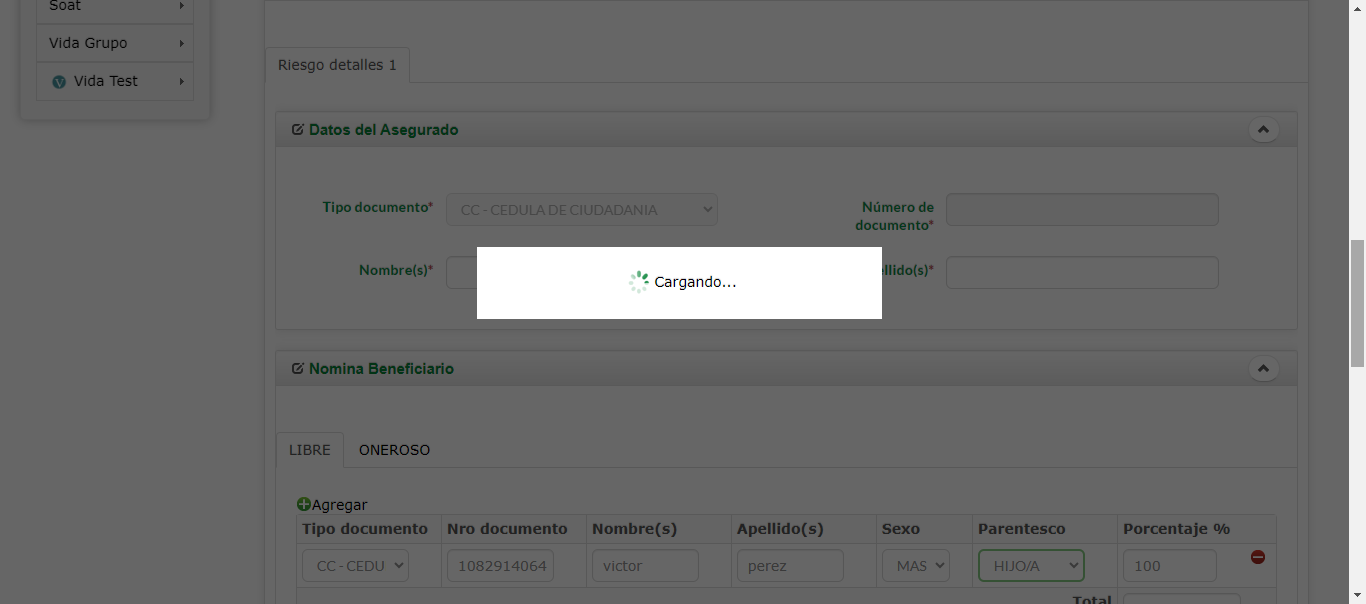 Soat
Vida Grupo
Vida Test
Riesgo detalles 1
Datos del Asegurado
Tipo documento* CC - CEDULA DE CIUDADANIA Número de
documento*
Nombre(s)* ellido(s)*
Cargando...
Nomina Beneficiario
LIBRE ONEROSO
Agregar
Tipo documento Nro documento Nombre(s) Apellido(s) Sexo Parentesco Porcentaje %
CC - CEDU 1082914064 victor perez MAS HIJO/A 100
Total